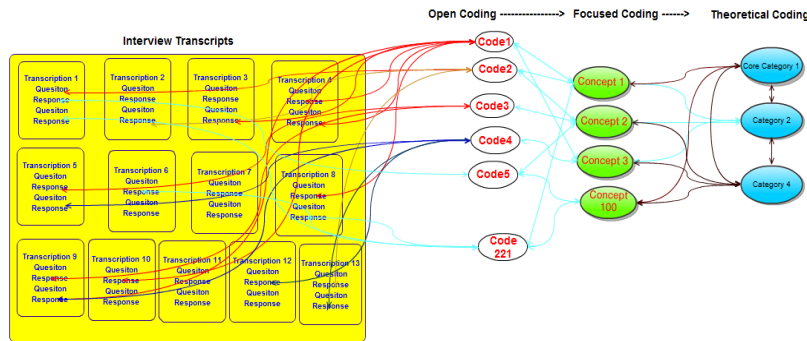 Open Coding ----------------> Focused Coding ------> Theoretical Coding
Interview Transcripts
Transcription 1
Quesiton
Response
Quesiton
Response
Transcription 2
Quesiton
Response
Quesiton
Response
Transcription 3
Quesiton
Response
Quesiton
Response
Transcription 4
Quesiton
Response
Quesiton
Response
Transcription 5
Quesiton
Response
Quesiton
Response
Transcription 6
Quesiton
Response
Quesiton
Response
Transcription 7
Quesiton
Response
Quesiton
Response
Transcription 8
Quesiton
Response
Quesiton
Response
Transcription 9
Quesiton
Response
Quesiton
Response
Transcription 10
Quesiton
Response
Quesiton
Response
Transcription 11
Quesiton
Response
Quesiton
Response
Transcription 12
Quesiton
Response
Quesiton
Response
Transcription 13
Quesiton
Response
Quesiton
Response
Code1
Code2
Code3
Code4
Code5
Code
221
Concept 1
Concept 2
Concept 3
Concept
100
Core Category 1
Category 2
Category 4